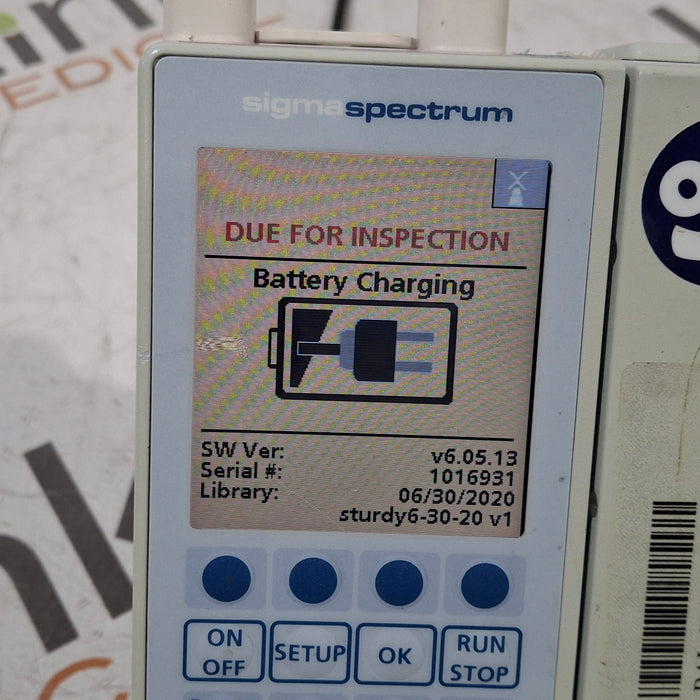 sigmaspectrum
DUE FOR INSPECTION
Battery Charging
SW Ver: v6.05.13
Serial #: 1016931
Library: 06/30/2020
sturdy6-30-20 v1
ON OFF
SETUP
OK
RUN STOP